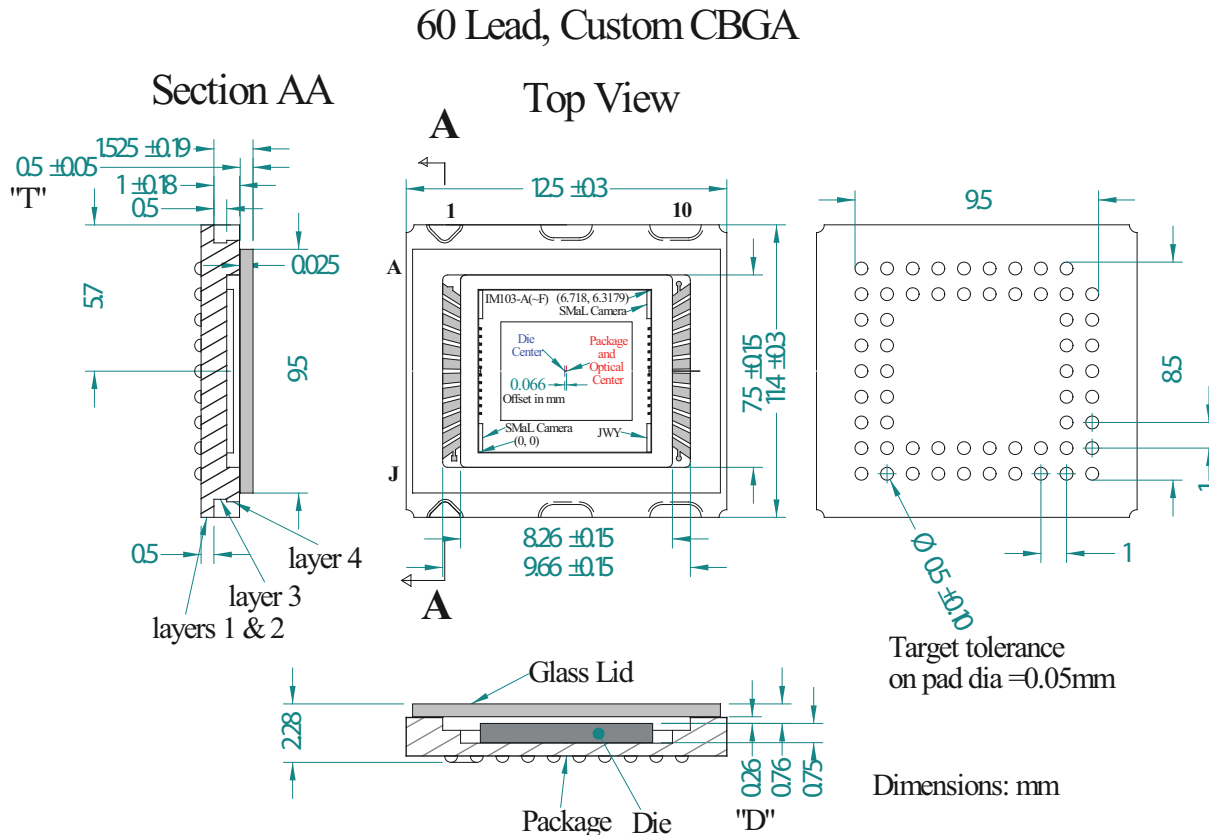 60 Lead, Custom CBGA
Section AA
Top View
1.525 ±0.19
0.5 ±0.05
1 ±0.18
"T"
0.5
5.7
0.025
9.5
0.5
layer 4
layer 3
layers 1 & 2
A
12.5 ±0.3
1
10
A
J
IM103-A(~F)
(6.718, 6.3179)
SMaL Camera
Die
Center
Package
and
Optical
Center
0.066
Offset in mm
SMaL Camera
(0, 0)
JWY
7.5 ±0.15
11.4 ±0.3
8.26 ±0.15
9.66 ±0.15
A
9.5
8.5
1
1
Ø 0.5 ±0.10
Target tolerance
on pad dia =0.05mm
Glass Lid
2.28
0.26
0.76
0.75
"D"
Package
Die
Dimensions: mm